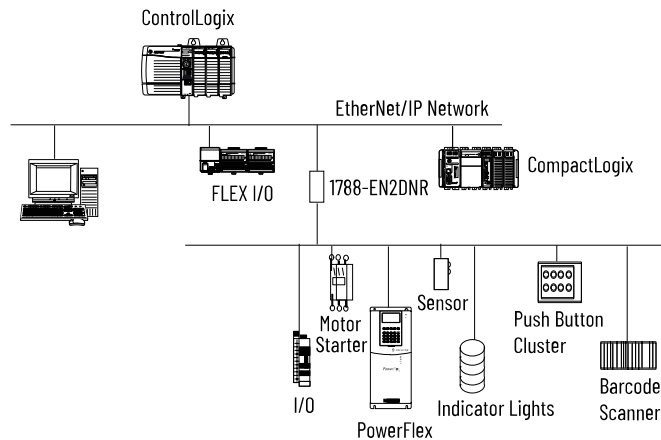 ControlLogix
EtherNet/IP Network
FLEX I/O
1788-EN2DNR
CompactLogix
Motor
Starter
Sensor
Push Button
Cluster
I/O
PowerFlex
Indicator Lights
Barcode
Scanner